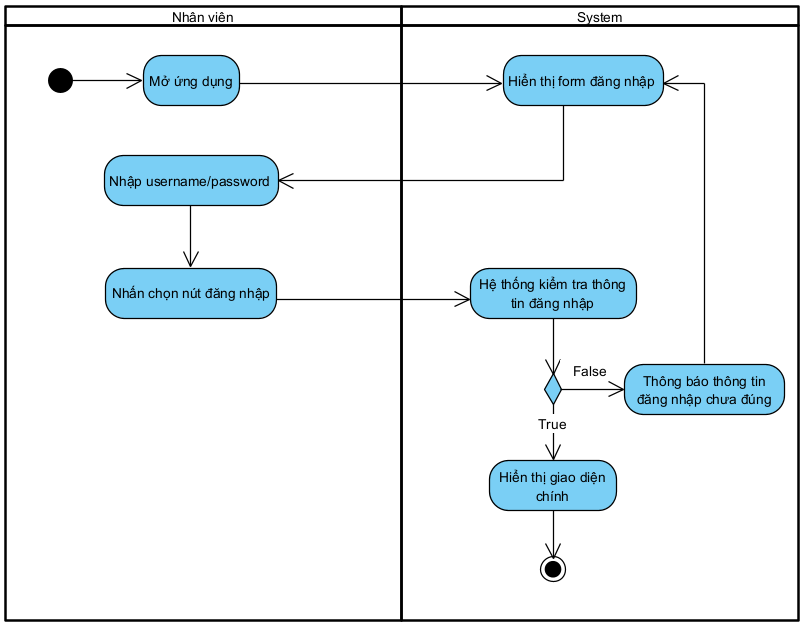 Nhân viên
System
Mở ứng dụng
Hiển thị form đăng nhập
Nhập username/password
Nhấn chọn nút đăng nhập
Hệ thống kiểm tra thông
tin đăng nhập
False
Thông báo thông tin
đăng nhập chưa đúng
True
Hiển thị giao diện
chính